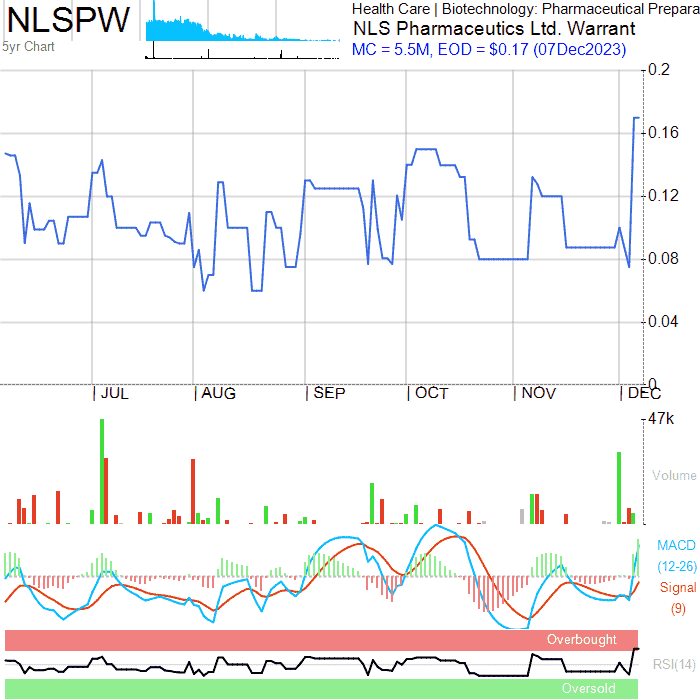 NLSPW
5yr Chart
Health Care | Biotechnology: Pharmaceutical Prepara
NLS Pharmaceutics Ltd. Warrant
MC = 5.5M, EOD = $0.17 (07Dec2023)
0.2
0.16
0.12
0.08
0.04
0
| JUL | AUG | SEP | OCT | NOV | DEC
47k
Volume
MACD
(12-26)
Signal
(9)
Overbought
RSI(14)
Oversold